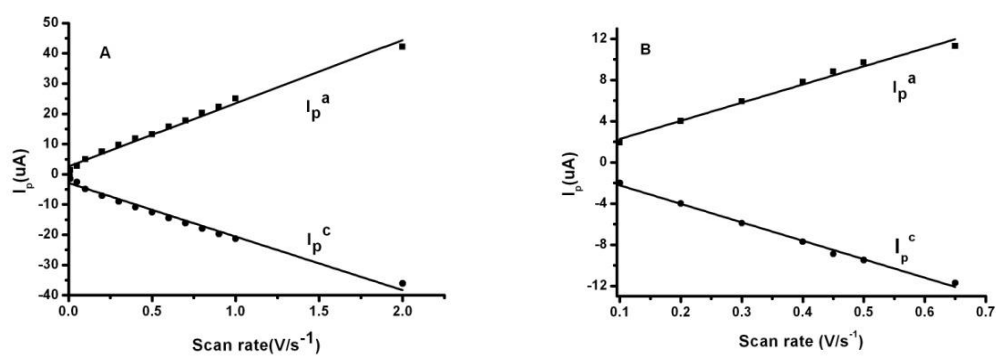 A
50
40
30
20
10
0
-10
-20
-30
-40
Ip(uA)
Ipa
Ipc
0.0 0.5 1.0 1.5 2.0
Scan rate(V/s-1)
B
12
8
4
0
-4
-8
-12
Ip(uA)
Ipa
Ipc
0.1 0.2 0.3 0.4 0.5 0.6 0.7
Scan rate (V/s-1)